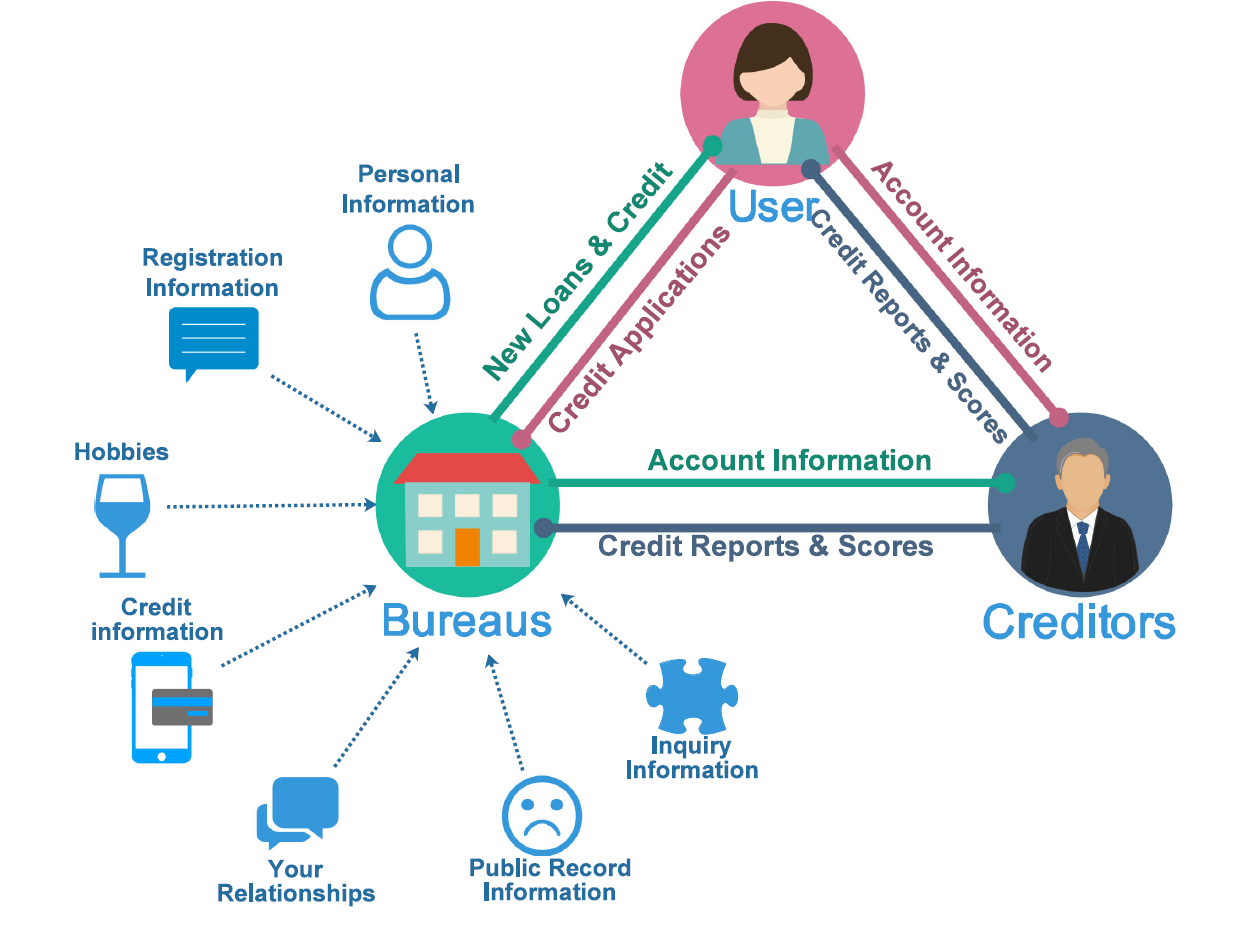 User
Personal
Information
New Loans & Credit
Credit Applications
Account Information
Credit Reports & Scores
Registration
Information
Hobbies
Account Information
Credit Reports & Scores
Bureaus
Creditors
Credit
information
Inquiry
Information
Your
Relationships
Public Record
Information